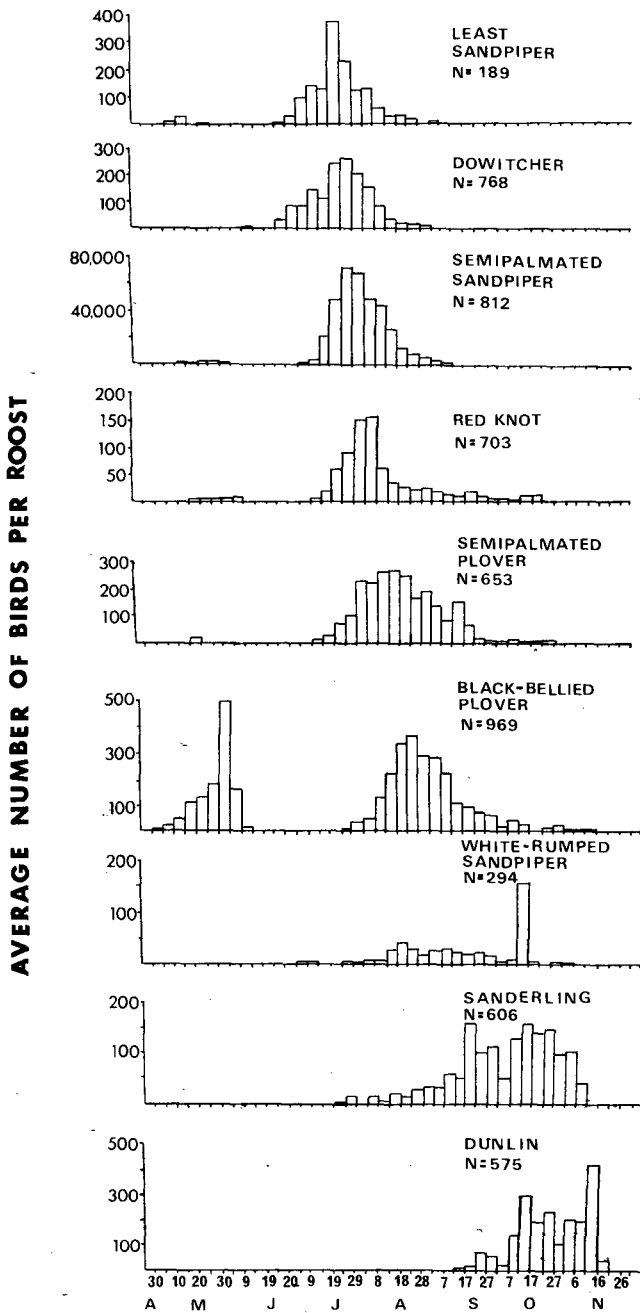 AVERAGE NUMBER OF BIRDS PER ROOST
400
300
200
100
LEAST
SANDPIPER
N= 189
300
200
100
DOWITCHER
N= 768
80,000
40,000
SEMIPALMATED
SANDPIPER
N= 812
200
150
100
50
RED KNOT
N=703
300
200
100
SEMIPALMATED
PLOVER
N=653
500
300
100
BLACK-BELLIED
PLOVER
N=969
200
100
WHITE-RUMPED
SANDPIPER
N=294
200
100
SANDERLING
N=606
500
300
100
DUNLIN
N=575
30 10 20 30 9 19 20 9 19 29 8 18 28 7 17 27 7 17 27 6 16 26
A M J J A S O N